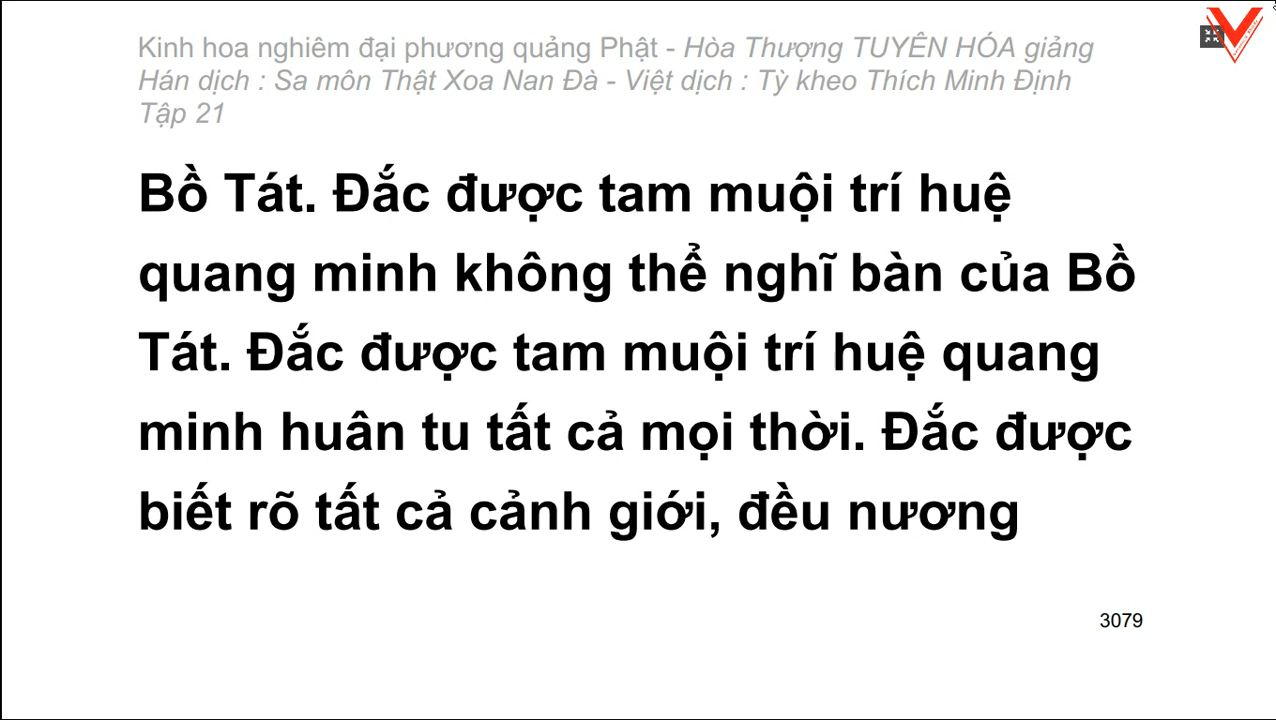 Kinh hoa nghiêm đại phương quảng Phật - Hòa Thượng TUYÊN HÓA giảng
Hán dịch : Sa môn Thật Xoa Nan Đà - Việt dịch : Tỳ kheo Thích Minh Định
Tập 21
Bồ Tát. Đắc được tam muội trí huệ
quang minh không thể nghĩ bàn của Bồ
Tát. Đắc được tam muội trí huệ quang
minh huân tu tất cả mọi thời. Đắc được
biết rõ tất cả cảnh giới, đều nương
3079